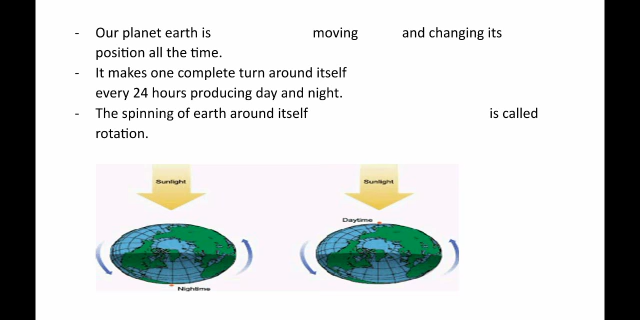 - Our planet earth is moving and changing its
position all the time.
- It makes one complete turn around itself
every 24 hours producing day and night.
- The spinning of earth around itself is called
rotation.
Sunlight Sunlight
Daytime
Nightime